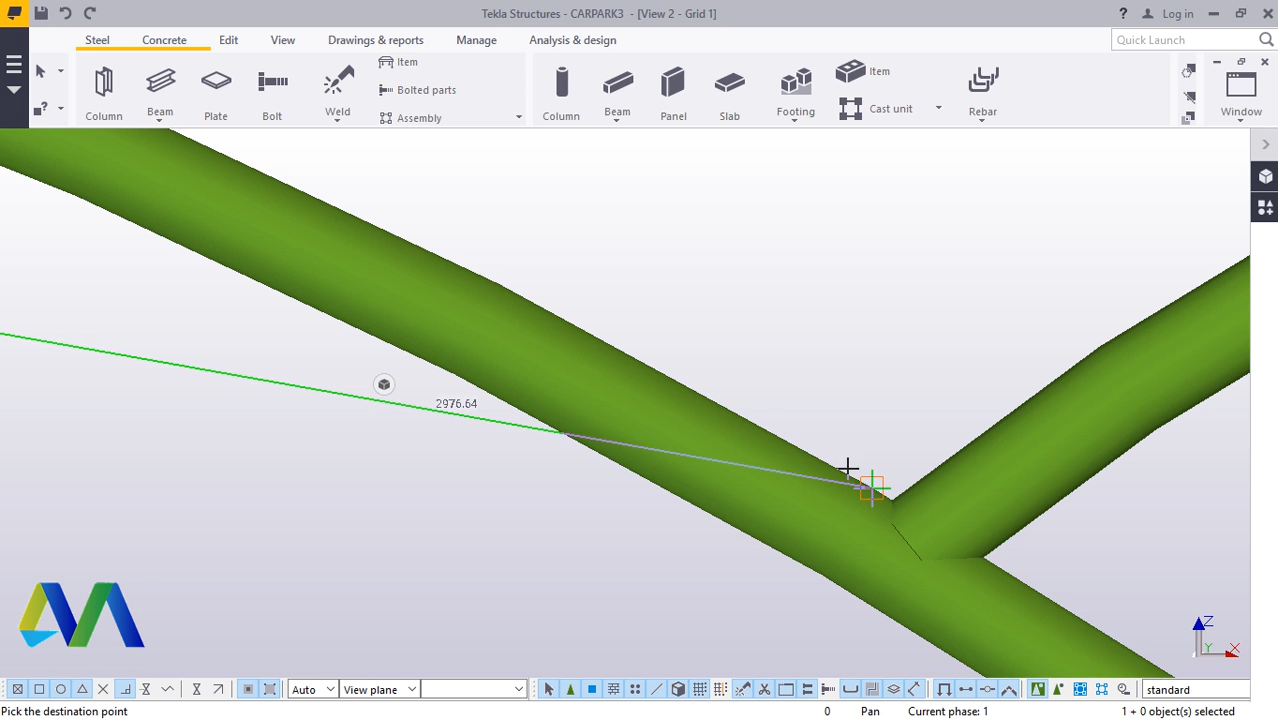 Tekla Structures - CARPARK3 - [View 2 - Grid 1]
? Log in
Steel Concrete Edit View Drawings & reports Manage Analysis & design Quick Launch
Column Beam Plate Bolt Weld
Item
Bolted parts
Assembly
Column Beam Panel Slab Footing
Item
Cast unit
Rebar
Window
2976.64
Z
Y X
Auto View plane standard
Pick the destination point 0 Pan Current phase: 1 1 + 0 object(s) selected